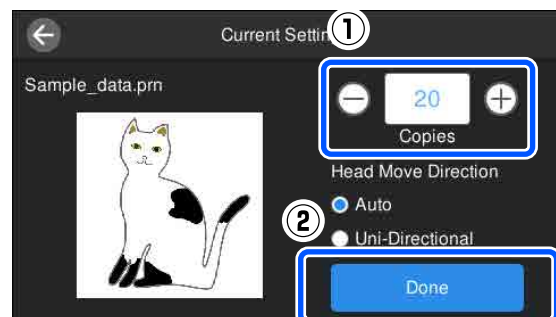 Current Settin
①
Sample_data.prn
20
Copies
Head Move Direction
Auto
②
Uni-Directional
Done